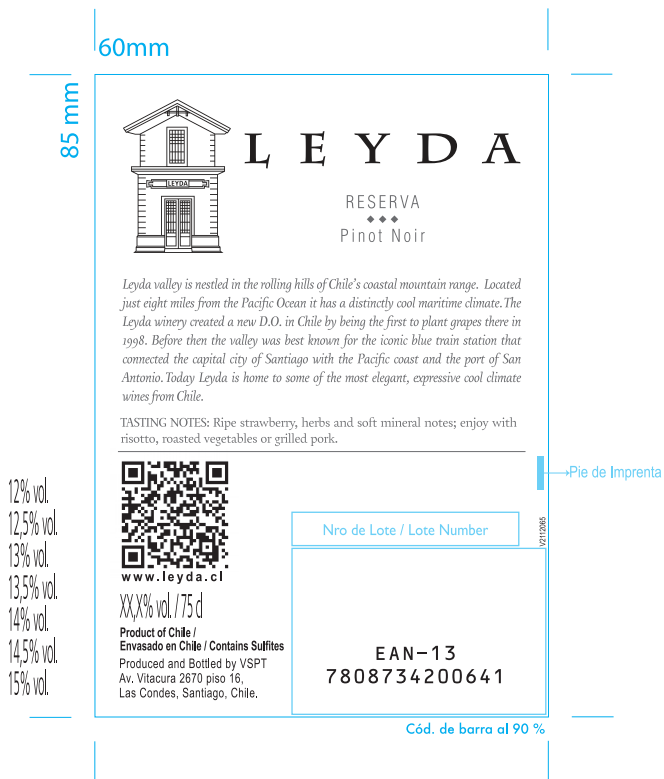 60mm
85 mm
LEYDA
LEYDA
RESERVA
Pinot Noir
Leyda valley is nestled in the rolling hills of Chile's coastal mountain range. Located
just eight miles from the Pacific Ocean it has a distinctly cool maritime climate. The
Leyda winery created a new D.O. in Chile by being the first to plant grapes there in
1998. Before then the valley was best known for the iconic blue train station that
connected the capital city of Santiago with the Pacific coast and the port of San
Antonio. Today Leyda is home to some of the most elegant, expressive cool climate
wines from Chile.
TASTING NOTES: Ripe strawberry, herbs and soft mineral notes; enjoy with
risotto, roasted vegetables or grilled pork.
Pie de Imprenta
12% vol.
12,5% vol.
13% vol.
13,5% vol.
14% vol.
14,5% vol.
15% vol.
www.leyda.cl
XX,X% vol. / 75 cl
Product of Chile /
Envasado en Chile / Contains Sulfites
Produced and Bottled by VSPT
Av. Vitacura 2670 piso 16,
Las Condes, Santiago, Chile.
Nro de Lote / Lote Number
V2112065
EAN-13
7808734200641
Cód. de barra al 90 %